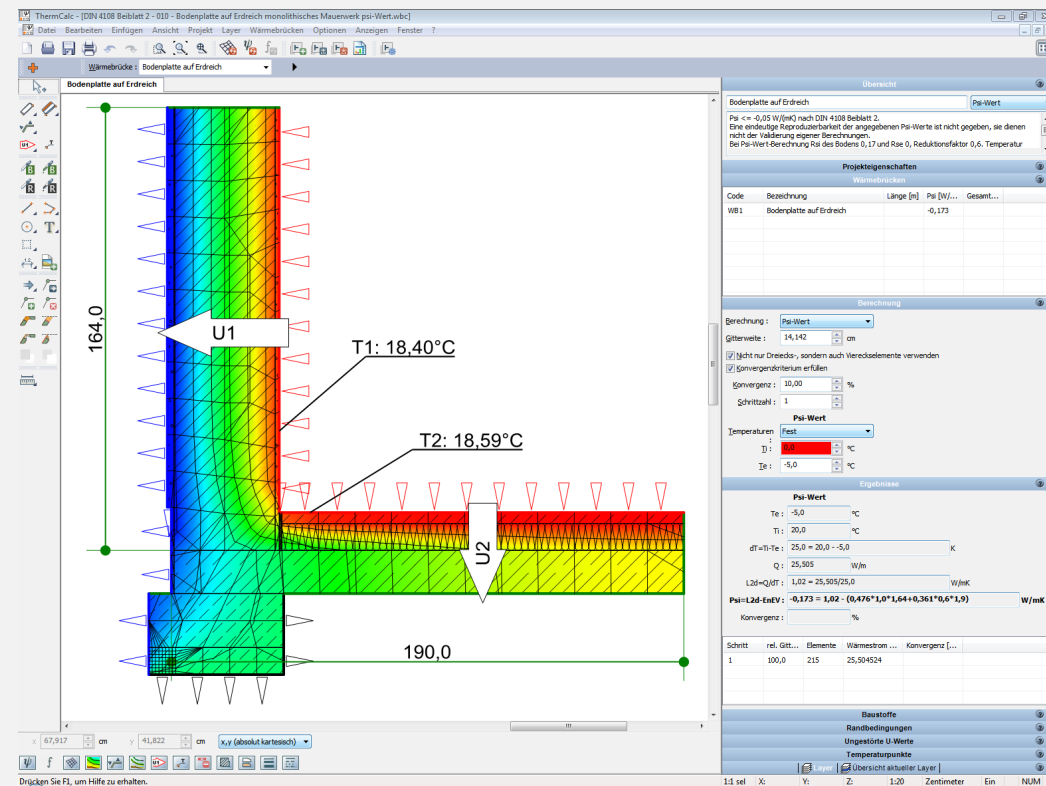 ThermCalc - [DIN 4108 Beiblatt 2 - 010 - Bodenplatte auf Erdreich monolithisches Mauerwerk psi-Wert.wbc]
Datei Bearbeiten Einfügen Ansicht Projekt Layer Wärmebrücken Optionen Anzeigen Fenster ?
Wärmebrücke : Bodenplatte auf Erdreich
Bodenplatte auf Erdreich
164,0
U1
T1: 18,40°C
T2: 18,59°C
U2
190,0
x 67,917 cm y 41,822 cm x,y (absolut kartesisch)
Drücken Sie F1, um Hilfe zu erhalten.
Übersicht
Bodenplatte auf Erdreich Psi-Wert
Psi <= -0,05 W/(mK) nach DIN 4108 Beiblatt 2.
Eine eindeutige Reproduzierbarkeit der angegebenen Psi-Werte ist nicht gegeben, sie dienen
nicht der Validierung eigener Berechnungen.
Bei Psi-Wert-Berechnung Rsi des Bodens 0,17 und Rse 0, Reduktionsfaktor 0,6. Temperatur
Projekteigenschaften
Wärmebrücken
Code Bezeichnung Länge [m] Psi [W/... Gesamt...
WB1 Bodenplatte auf Erdreich -0,173
Berechnung
Berechnung : Psi-Wert
Gitterweite : 14,142 cm
Nicht nur Dreiecks-, sondern auch Viereckselemente verwenden
Konvergenzkriterium erfüllen
Konvergenz : 10,00 %
Schrittzahl : 1
Psi-Wert
Temperaturen Fest
:
Ti : 0,0 °C
Te : -5,0 °C
Ergebnisse
Psi-Wert
Te : -5,0 °C
Ti : 20,0 °C
dT=Ti-Te : 25,0 = 20,0 - -5,0 K
Q : 25,505 W/m
L2d=Q/dT : 1,02 = 25,505/25,0 W/mK
Psi=L2d-EnEV : -0,173 = 1,02 - (0,476*1,0*1,64+0,361*0,6*1,9) W/mK
Konvergenz : %
Schritt rel. Gitt... Elemente Wärmestrom ... Konvergenz [...
1 100,0 215 25,504524
Baustoffe
Randbedingungen
Ungestörte U-Werte
Temperaturpunkte
Layer Übersicht aktueller Layer
1:1 sel X: Y: Z: 1:20 Zentimeter Ein NUM